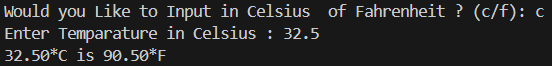 Would you Like to Input in Celsius  of Fahrenheit ? (c/f): c
Enter Temparature in Celsius : 32.5
32.50*C is 90.50*F